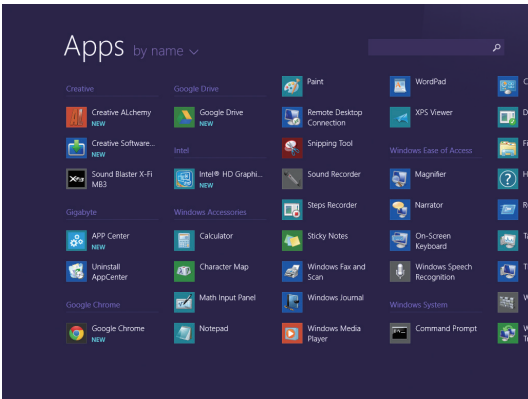 Apps by name
Creative
Creative ALchemy
NEW
Creative Software...
NEW
Sound Blaster X-Fi
MB3
Gigabyte
APP Center
NEW
Uninstall
AppCenter
Google Chrome
Google Chrome
NEW
Google Drive
Google Drive
NEW
Intel
Intel® HD Graphi...
NEW
Windows Accessories
Calculator
Character Map
Math Input Panel
Notepad
Paint
Remote Desktop
Connection
Snipping Tool
Sound Recorder
Steps Recorder
Sticky Notes
Windows Fax and
Scan
Windows Journal
Windows Media
Player
WordPad
XPS Viewer
Windows Ease of Access
Magnifier
Narrator
On-Screen
Keyboard
Windows Speech
Recognition
Windows System
Command Prompt